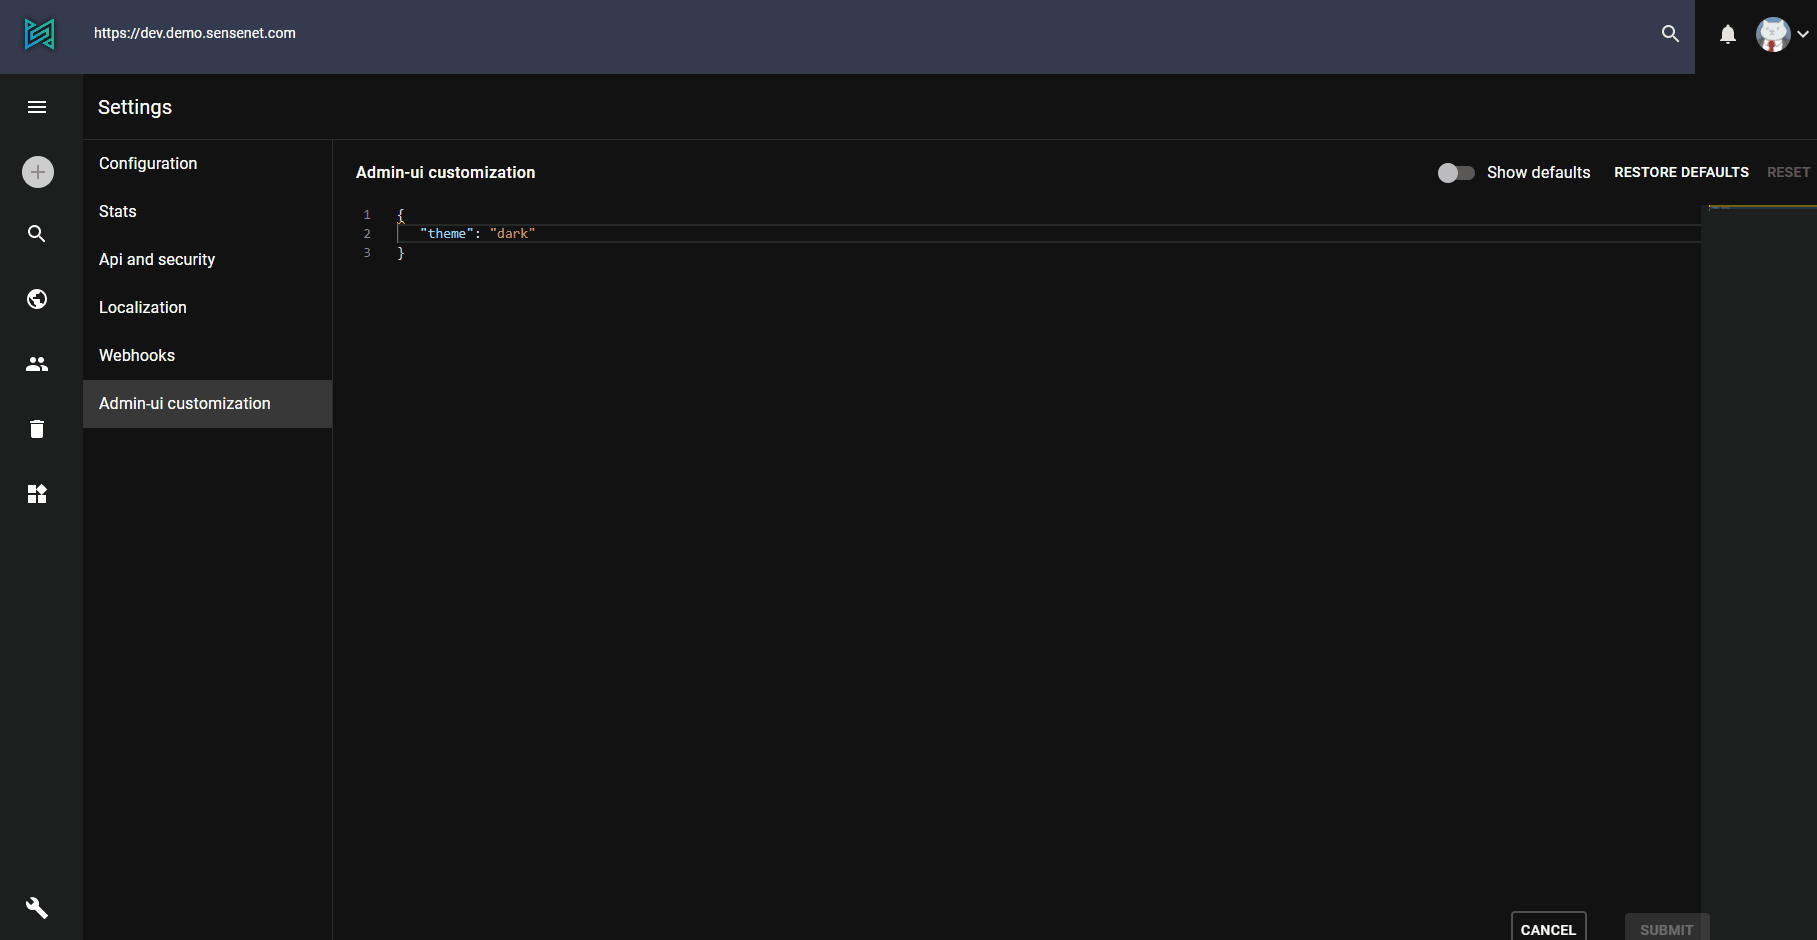 https://dev.demo.sensenet.com
Settings
Configuration
Stats
Api and security
Localization
Webhooks
Admin-ui customization
Admin-ui customization
Show defaults
RESTORE DEFAULTS
RESET
1 {
2 "theme": "dark"
3 }
CANCEL
SUBMIT